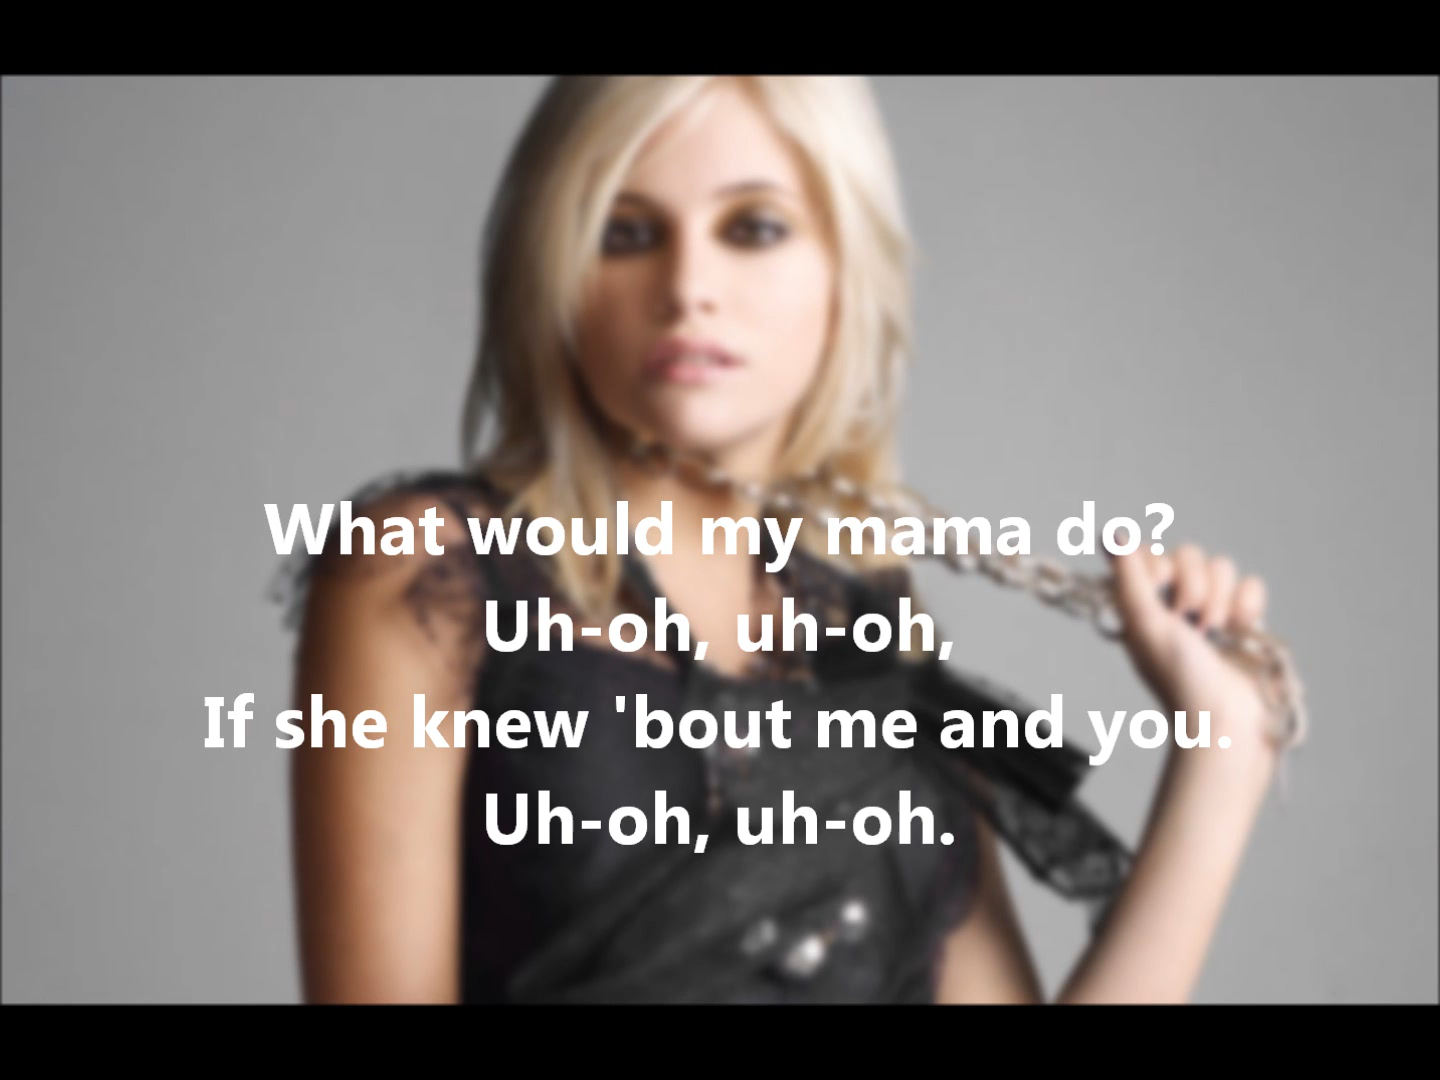 What would my mama do?
Uh-oh, uh-oh,
If she knew 'bout me and you.
Uh-oh, uh-oh.